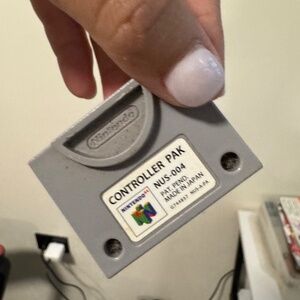 Nintendo
CONTROLLER PAK
NUS-004
PAT. PEND.
MADE IN JAPAN
NINTENDO 64